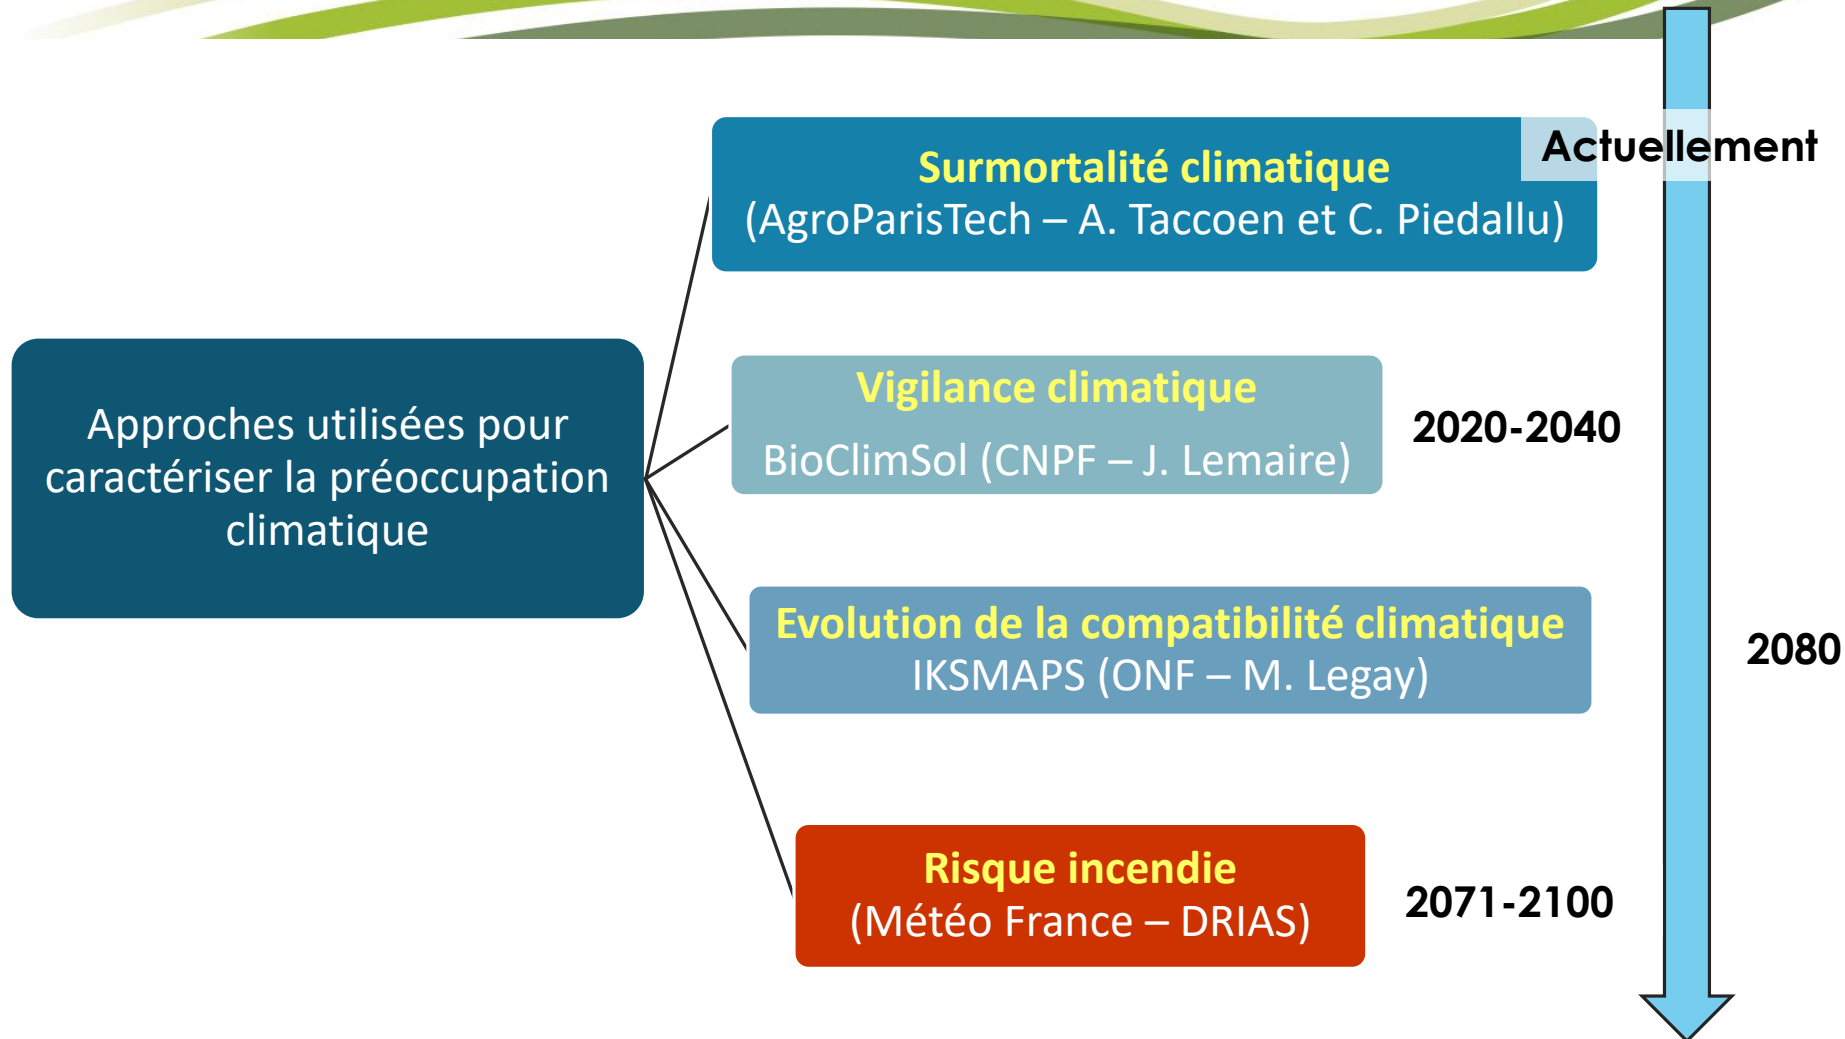 Actuellement
Surmortalité climatique
(AgroParisTech – A. Taccoen et C. Piedallu)
Approches utilisées pour
caractériser la préoccupation
climatique
Vigilance climatique
BioClimSol (CNPF – J. Lemaire)
2020-2040
Evolution de la compatibilité climatique
IKSMAPS (ONF – M. Legay)
2080
Risque incendie
(Météo France – DRIAS)
2071-2100